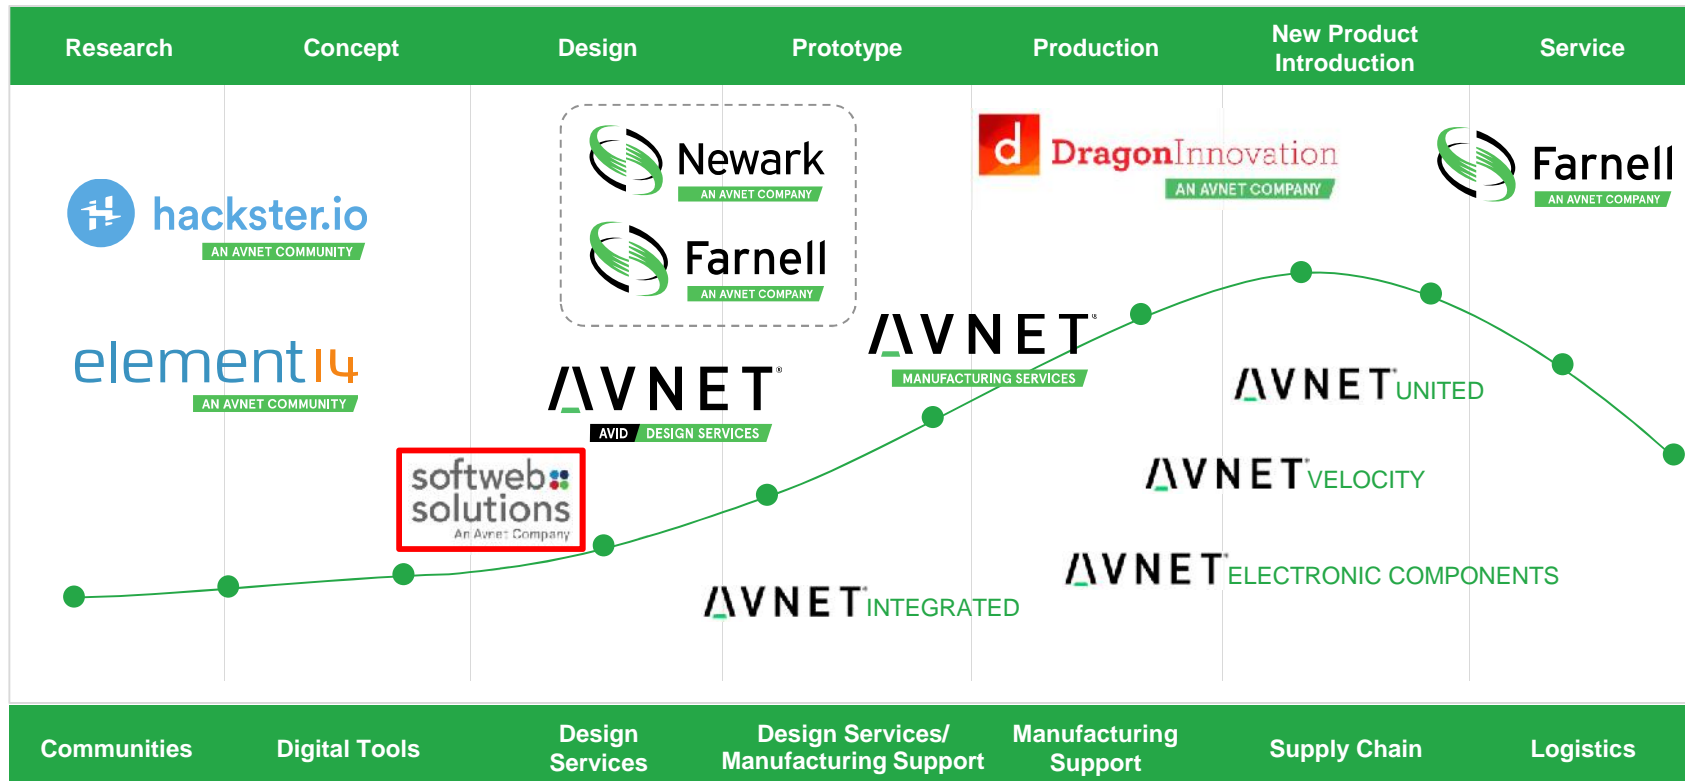 Research
Concept
Design
Prototype
Production
New Product
Introduction
Service
hackster.io
AN AVNET COMMUNITY
element14
AN AVNET COMMUNITY
softweb
solutions
An Avnet Company
Newark
AN AVNET COMPANY
Farnell
AN AVNET COMPANY
AVNET®
AVID DESIGN SERVICES
AVNET®
MANUFACTURING SERVICES
d DragonInnovation
AN AVNET COMPANY
Farnell
AN AVNET COMPANY
AVNET® UNITED
AVNET® VELOCITY
AVNET® ELECTRONIC COMPONENTS
AVNET® INTEGRATED
Communities
Digital Tools
Design
Services
Design Services/
Manufacturing Support
Manufacturing
Support
Supply Chain
Logistics